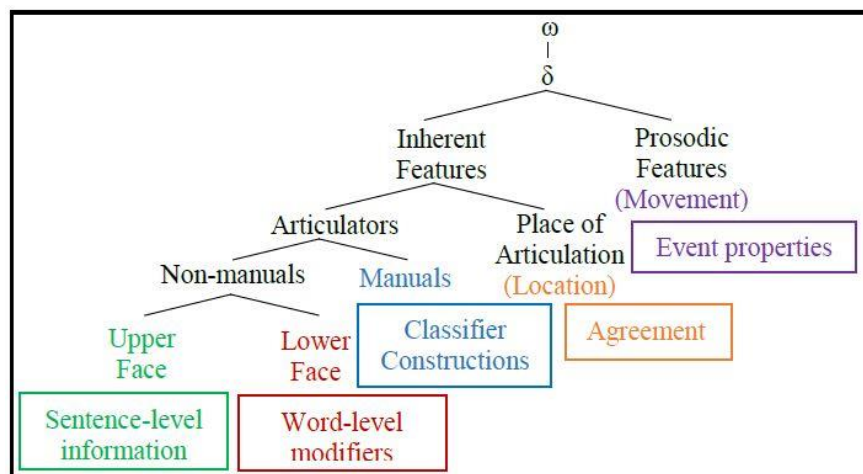 ω
δ
Inherent
Features
Prosodic
Features
(Movement)
Event properties
Articulators
Place of
Articulation
(Location)
Agreement
Non-manuals
Manuals
Classifier
Constructions
Upper
Face
Lower
Face
Sentence-level
information
Word-level
modifiers